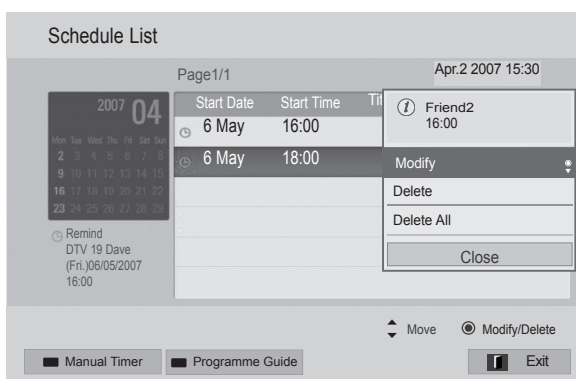 Schedule List
Page1/1
Apr.2 2007 15:30
2007 04
Mon Tue Wed Thu Fri Sat Sun
2 3 4 5 6 7 8
9 10 11 12 13 14 15
16 17 18 19 20 21 22
23 24 25 26 27 28 29
Remind
DTV 19 Dave
(Fri.)06/05/2007
16:00
Start Date Start Time
6 May 16:00
6 May 18:00
Friend2
16:00
Modify
Delete
Delete All
Close
Move Modify/Delete
Manual Timer Programme Guide Exit